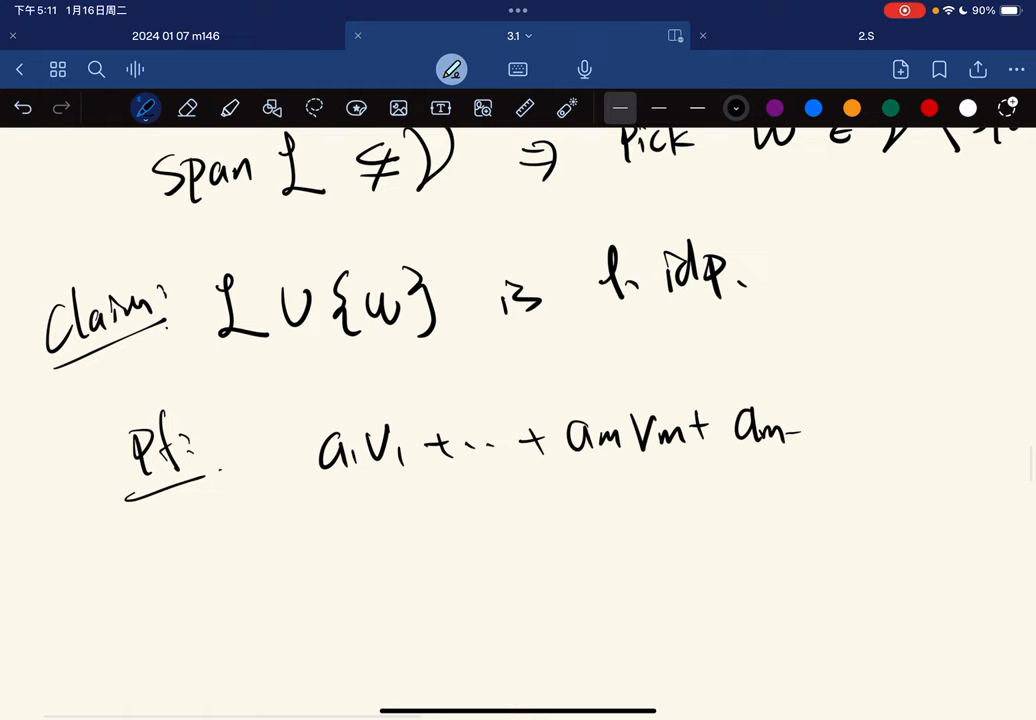 下午5:11 1月16日周二 90%
2024 01 07 m146 3.1 2.S
span L ⊊ V ⇒ pick w ∈ V \
Claim: L ∪ {w} is l. idp.
pf: a₁v₁ + ... + aₘvₘ + aₘ